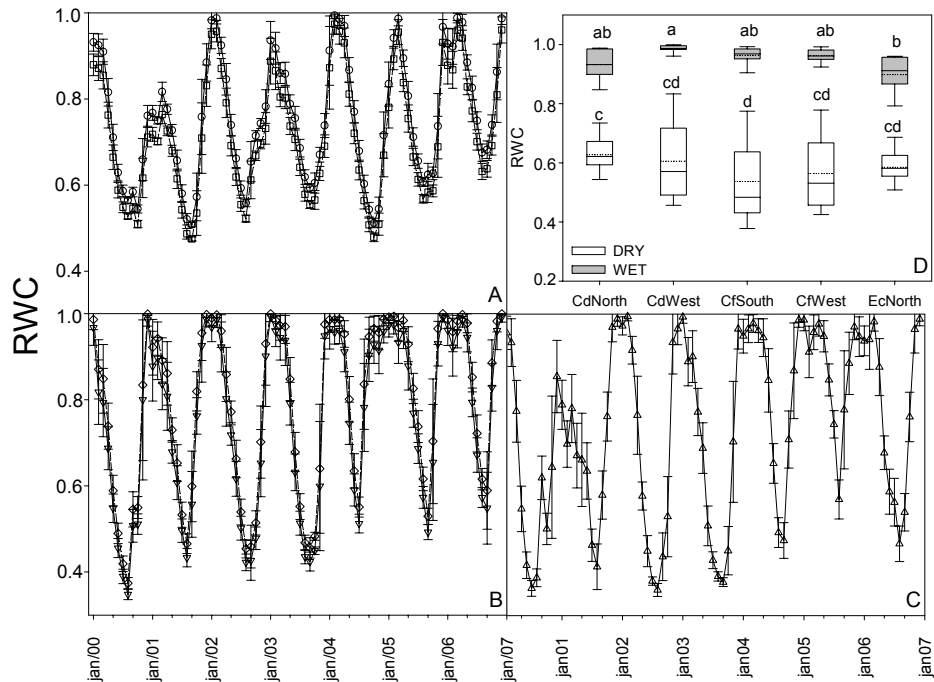 RWC
1.0
0.8
0.6
0.4
A
1.0
0.8
0.6
0.4
B
jan/00
jan/01
jan/02
jan/03
jan/04
jan/05
jan/06
jan/07
RWC
1.0
0.8
0.6
0.4
0.2
ab a ab ab b
c cd d cd cd
DRY
WET
D
CdNorth CdWest CfSouth CfWest EcNorth
C
jan01
jan02
jan03
jan04
jan05
jan06
jan07